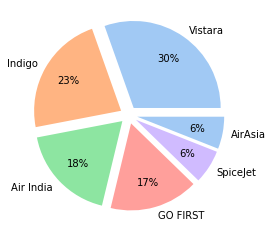 Vistara
30%
Indigo
23%
Air India
18%
GO FIRST
17%
SpiceJet
6%
AirAsia
6%